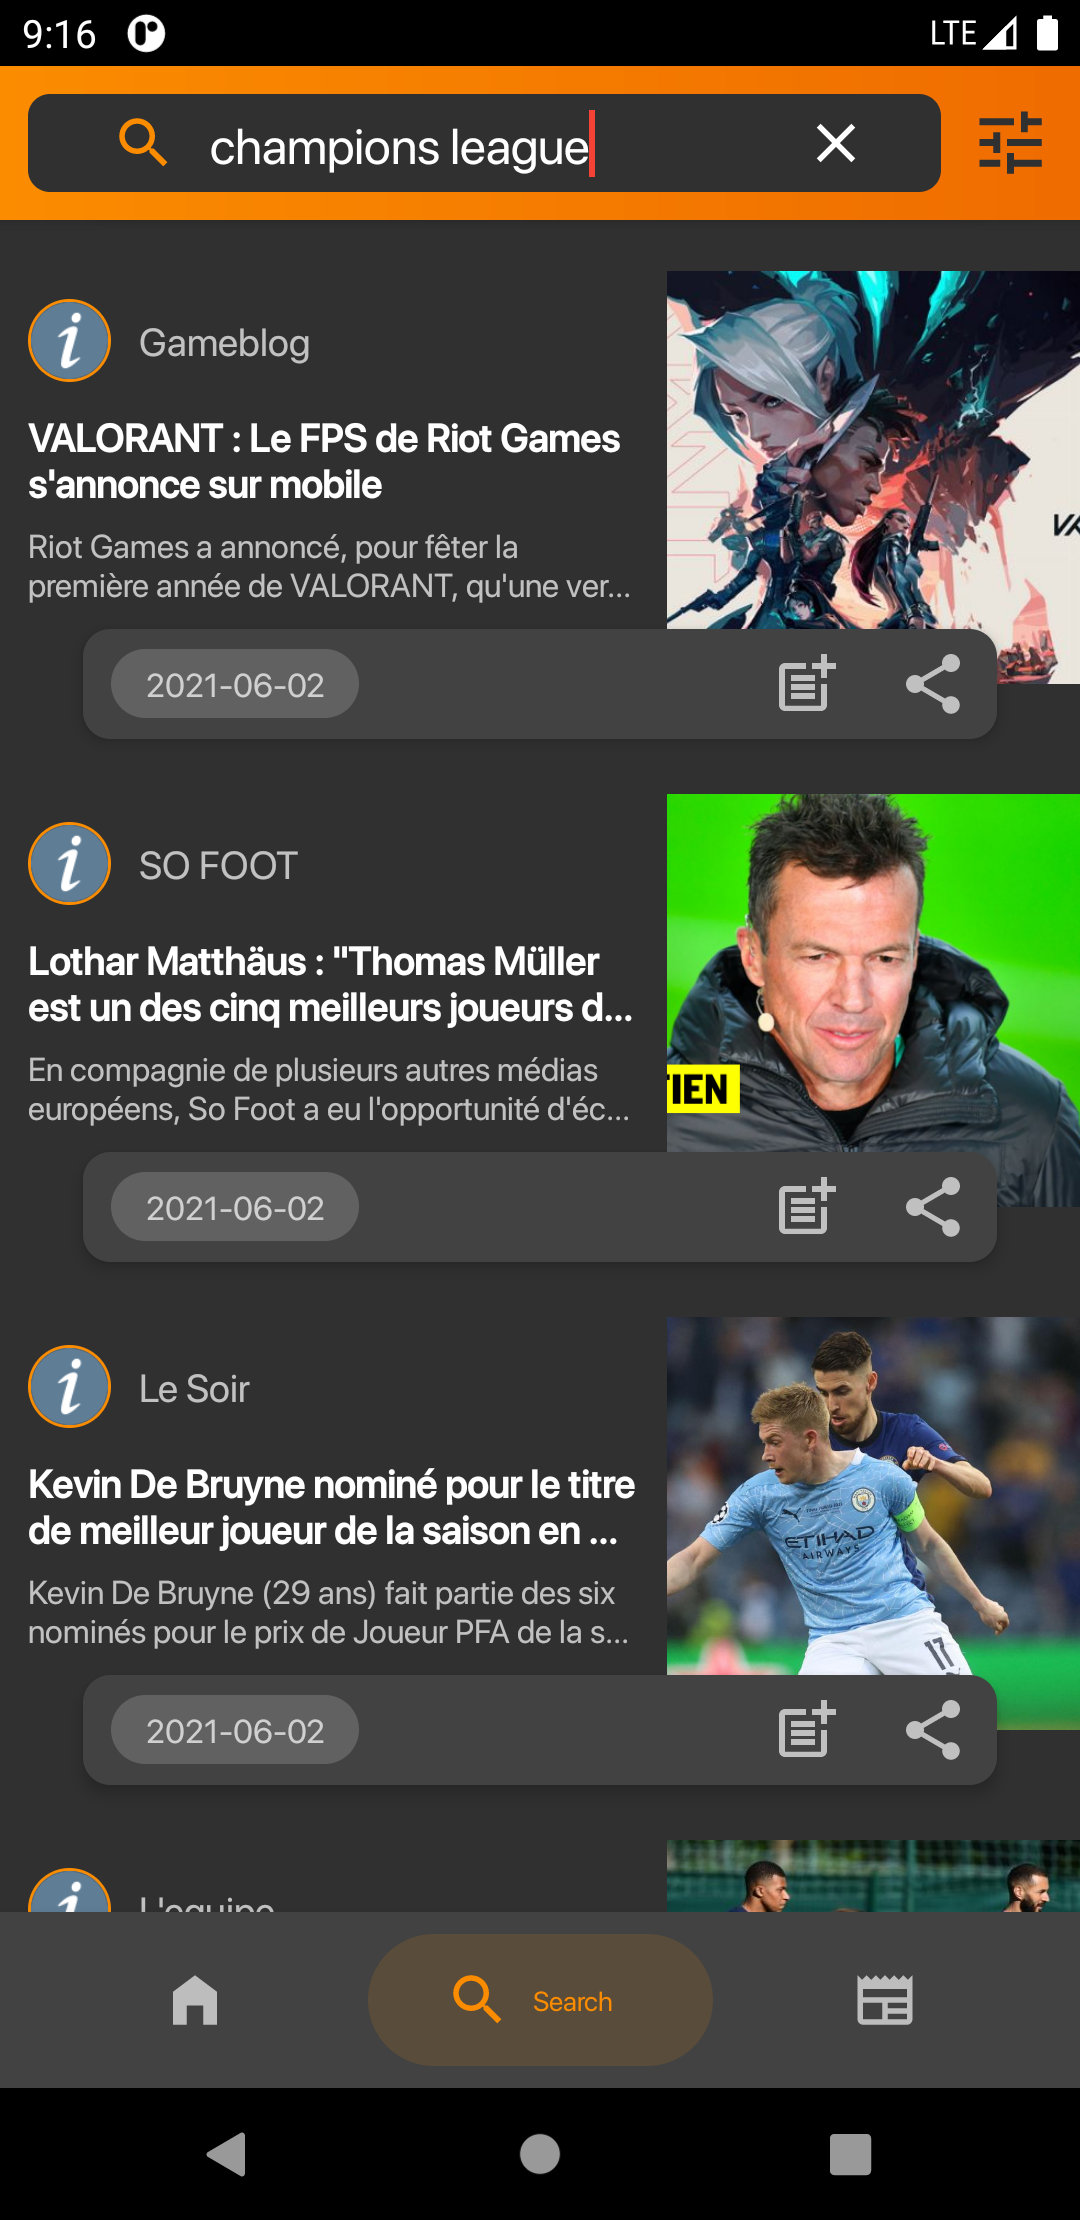 9:16
LTE
champions league
Gameblog
VALORANT : Le FPS de Riot Games
s'annonce sur mobile
Riot Games a annoncé, pour fêter la
première année de VALORANT, qu'une ver...
2021-06-02
SO FOOT
Lothar Matthäus : "Thomas Müller
est un des cinq meilleurs joueurs d...
En compagnie de plusieurs autres médias
européens, So Foot a eu l'opportunité d'éc...
TIEN
2021-06-02
Le Soir
Kevin De Bruyne nominé pour le titre
de meilleur joueur de la saison en ...
Kevin De Bruyne (29 ans) fait partie des six
nominés pour le prix de Joueur PFA de la s...
ETIHAD
AIRWAYS
17
2021-06-02
L'equipe
Search